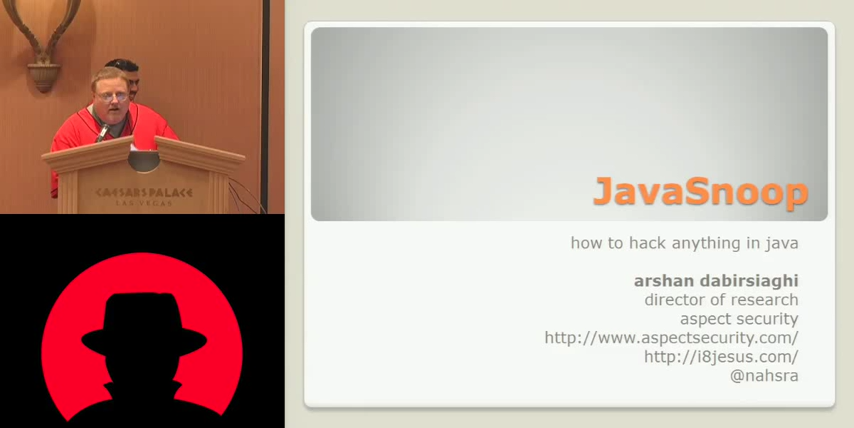 CAESARS PALACE
LAS VEGAS
JavaSnoop
how to hack anything in java
arshan dabirsiaghi
director of research
aspect security
http://www.aspectsecurity.com/
http://i8jesus.com/
@nahsra